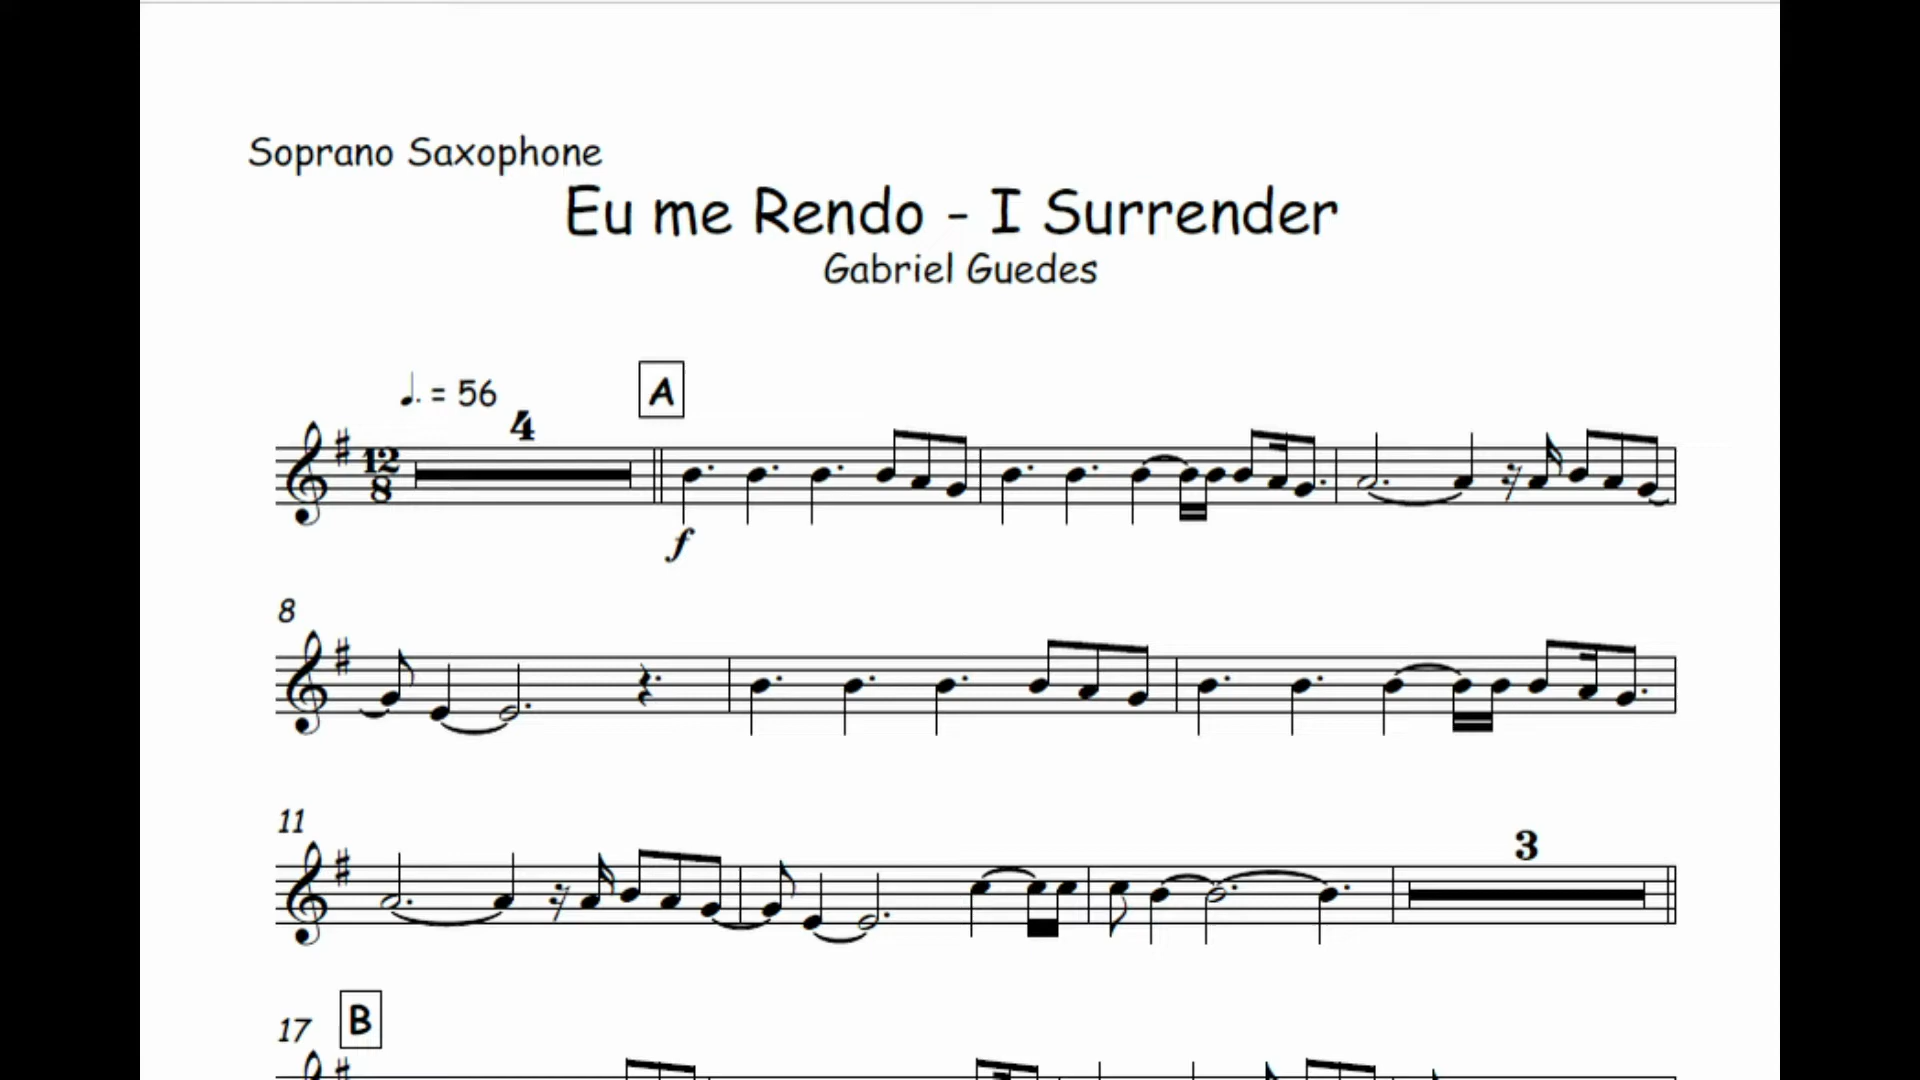 Soprano Saxophone
Eu me Rendo - I Surrender
Gabriel Guedes
♩. = 56
A
4
12
8
f
8
11
3
17
B